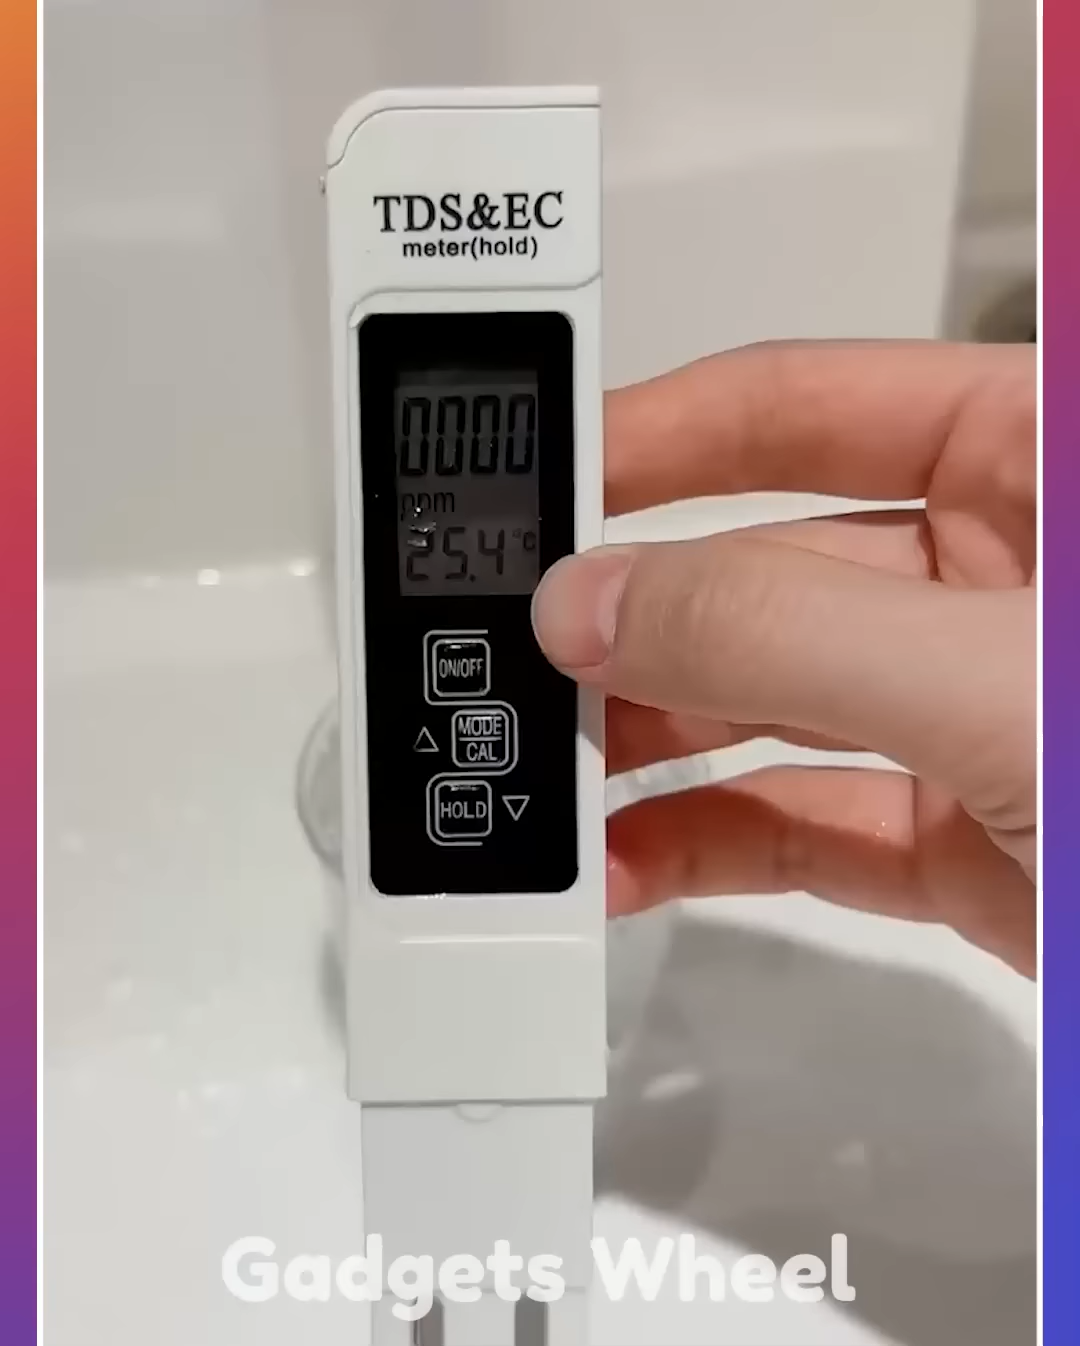 TDS&EC
meter(hold)
0000
ppm
25.4 °C
ON/OFF
MODE
CAL
HOLD
Gadgets Wheel